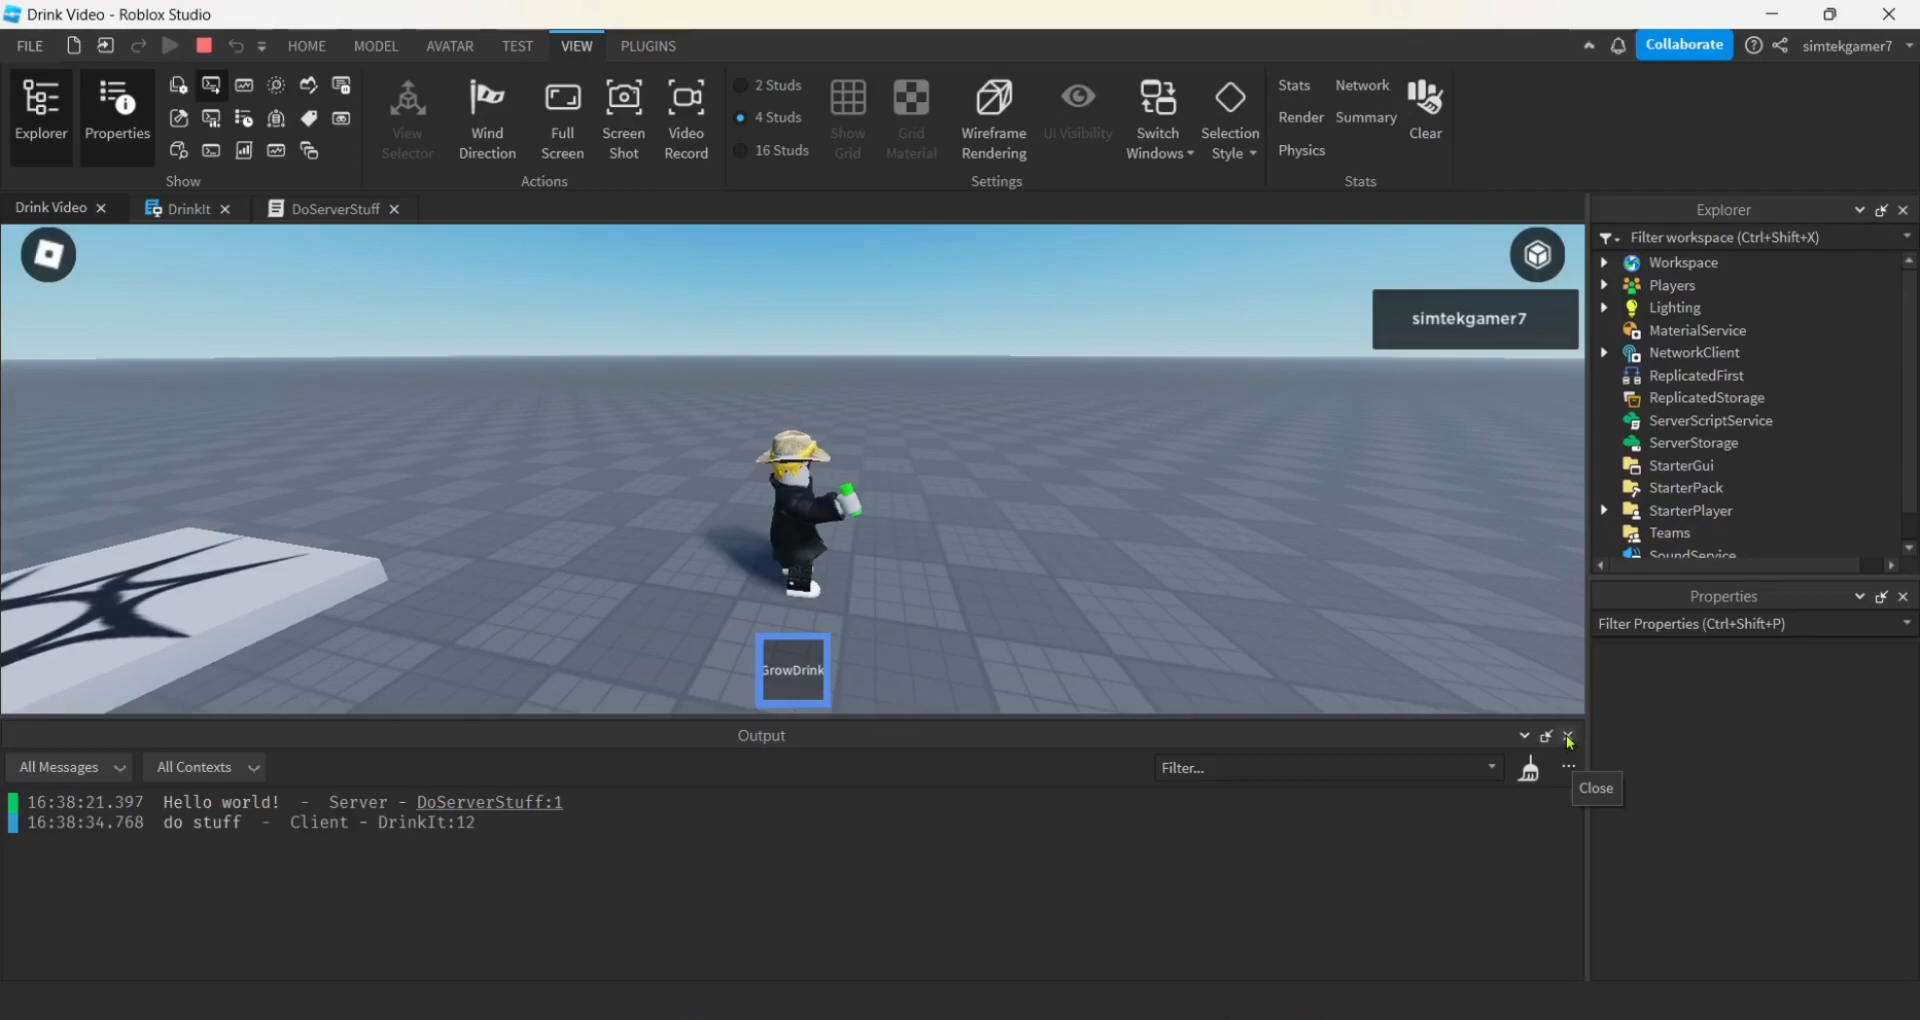 Drink Video - Roblox Studio
FILE HOME MODEL AVATAR TEST VIEW PLUGINS Collaborate simtekgamer7
Explorer
Properties
Show
View Selector
Wind Direction
Full Screen
Screen Shot
Video Record
Actions
2 Studs
4 Studs
16 Studs
Show Grid
Grid Material
Wireframe Rendering
UI Visibility
Switch Windows
Selection Style
Settings
Stats Network
Render Summary
Physics
Clear
Stats
Drink Video
DrinkIt
DoServerStuff
simtekgamer7
GrowDrink
Explorer
Filter workspace (Ctrl+Shift+X)
Workspace
Players
Lighting
MaterialService
NetworkClient
ReplicatedFirst
ReplicatedStorage
ServerScriptService
ServerStorage
StarterGui
StarterPack
StarterPlayer
Teams
SoundService
Properties
Filter Properties (Ctrl+Shift+P)
Output
All Messages All Contexts Filter...
Close
16:38:21.397 Hello world! - Server - DoServerStuff:1
16:38:34.768 do stuff - Client - DrinkIt:12